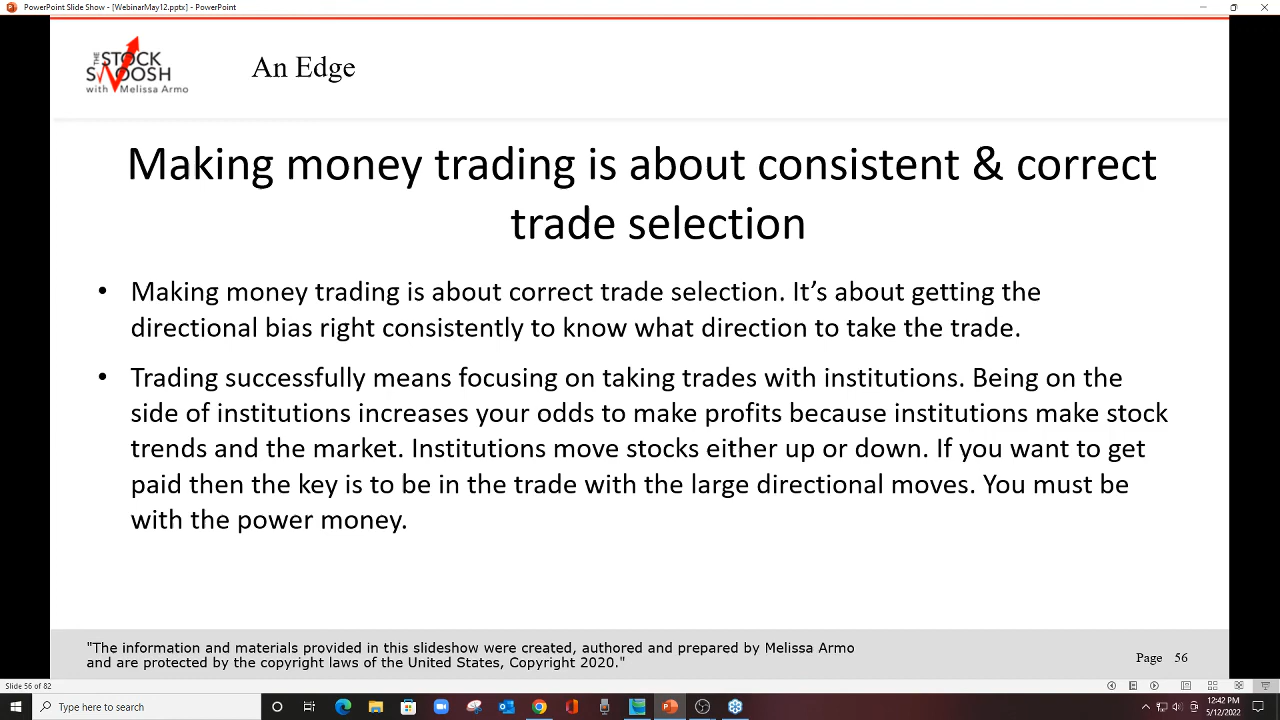 PowerPoint Slide Show - [WebinarMay12.pptx] - PowerPoint
THE
STOCK
SWOOSH
with Melissa Armo
An Edge
Making money trading is about consistent & correct
trade selection
• Making money trading is about correct trade selection. It’s about getting the
directional bias right consistently to know what direction to take the trade.
• Trading successfully means focusing on taking trades with institutions. Being on the
side of institutions increases your odds to make profits because institutions make stock
trends and the market. Institutions move stocks either up or down. If you want to get
paid then the key is to be in the trade with the large directional moves. You must be
with the power money.
"The information and materials provided in this slideshow were created, authored and prepared by Melissa Armo
and are protected by the copyright laws of the United States, Copyright 2020."
Page 56
Slide 56 of 82
Type here to search
12:42 PM
5/12/2022